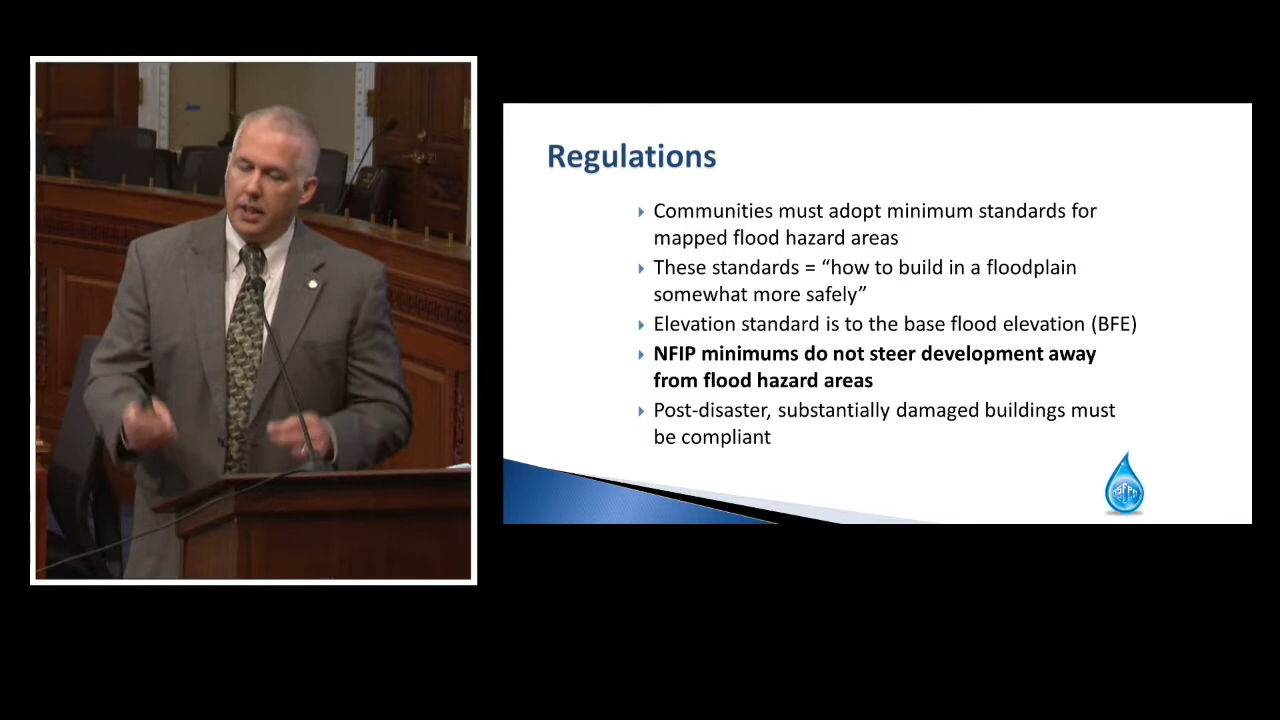 Regulations
Communities must adopt minimum standards for
mapped flood hazard areas
These standards = “how to build in a floodplain
somewhat more safely”
Elevation standard is to the base flood elevation (BFE)
NFIP minimums do not steer development away
from flood hazard areas
Post-disaster, substantially damaged buildings must
be compliant